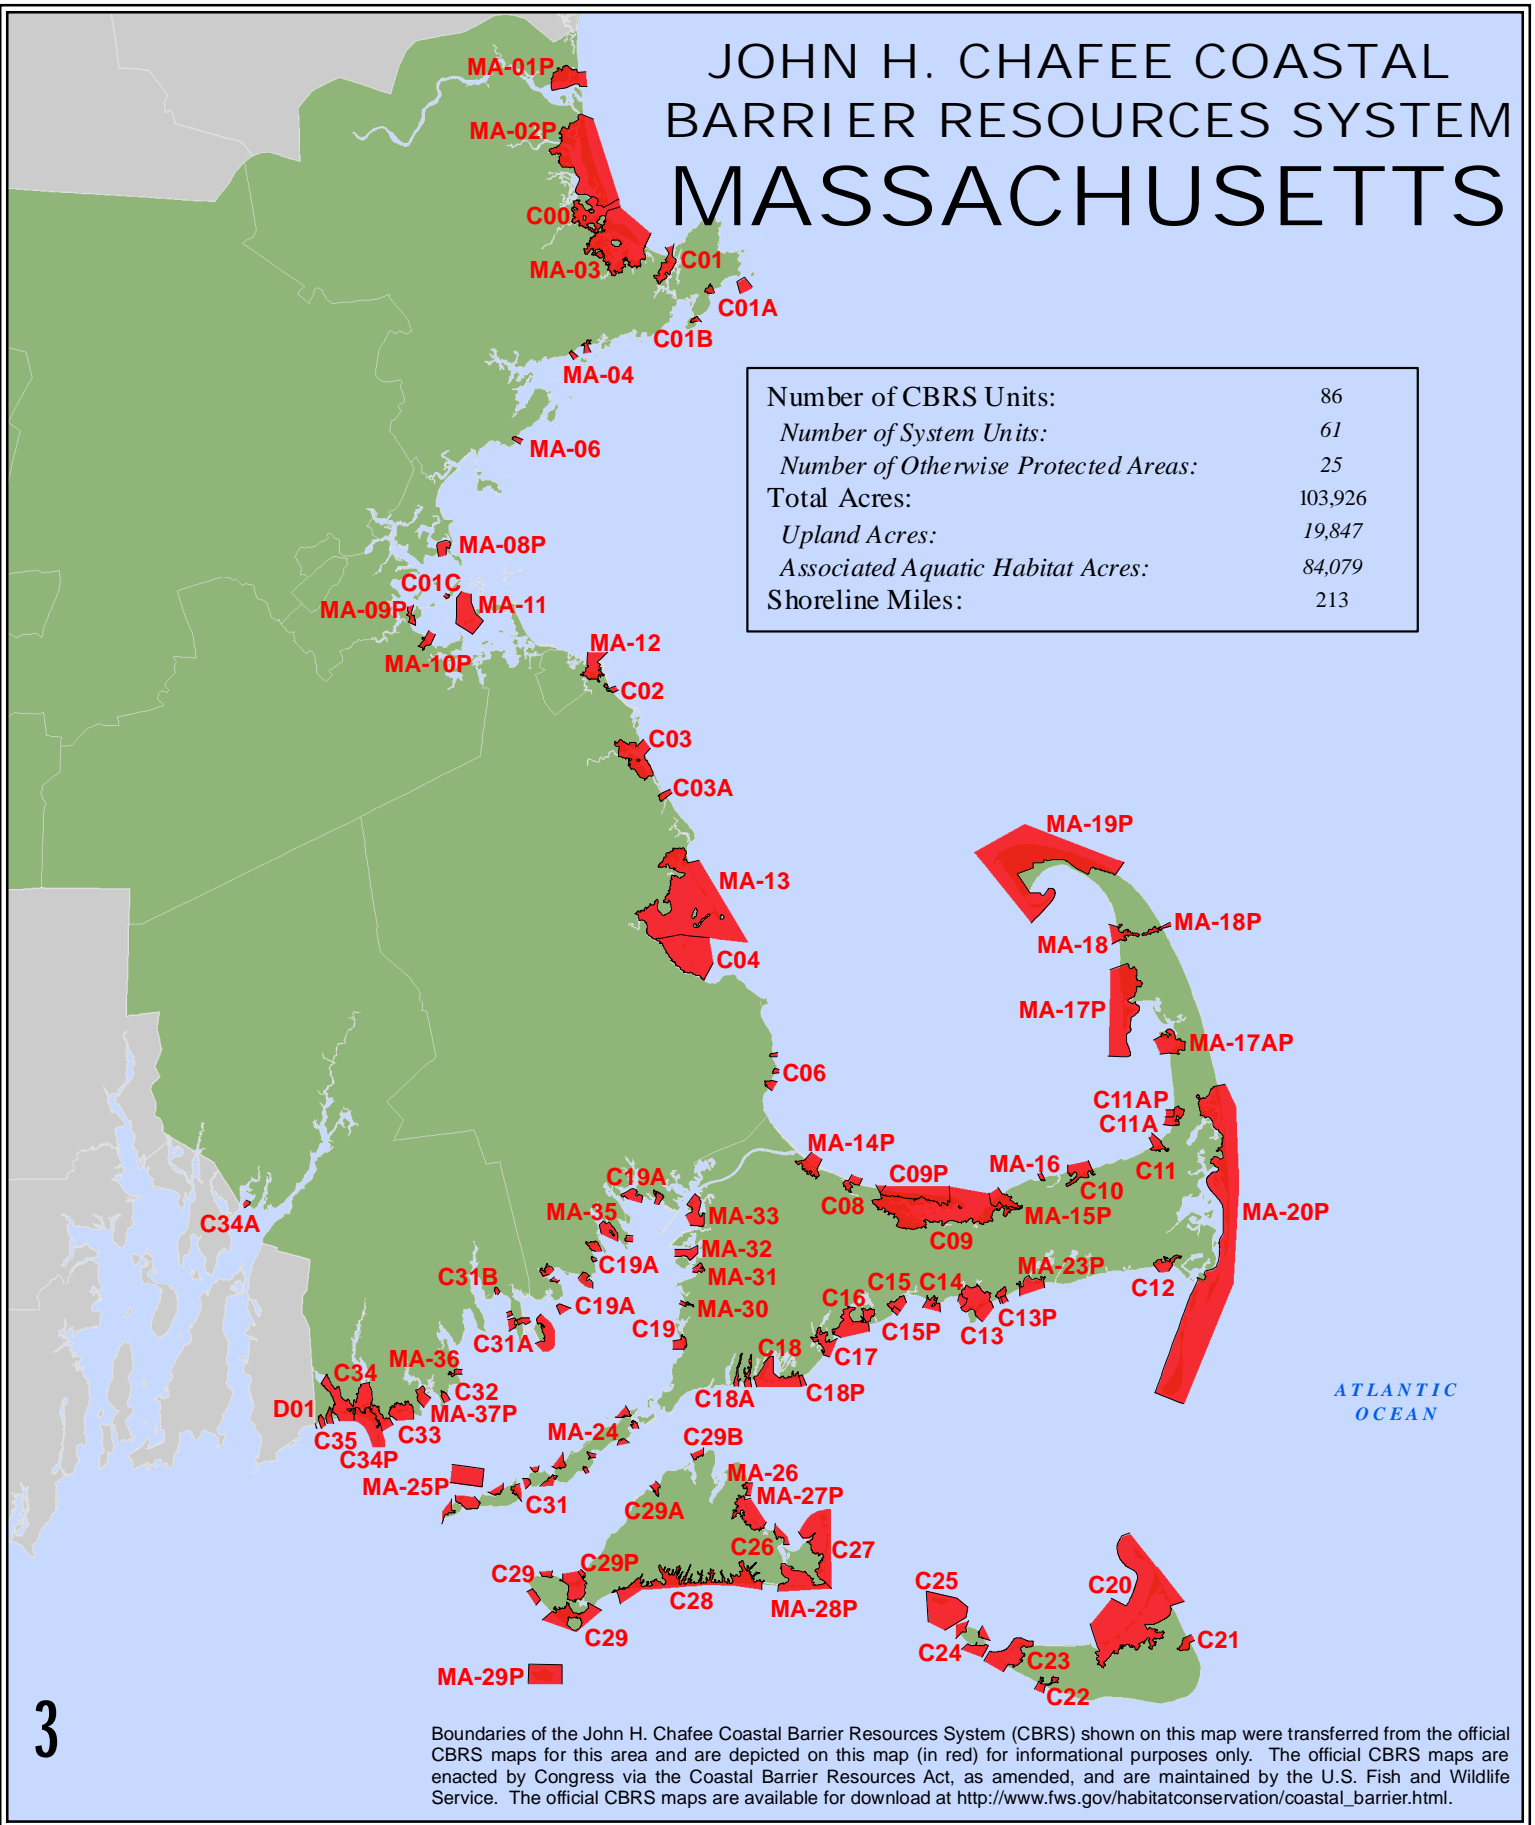 JOHN H. CHAFEE COASTAL
BARRIER RESOURCES SYSTEM
MASSACHUSETTS
MA-01P
MA-02P
C00
MA-03
C01
C01A
C01B
MA-04
MA-06
Number of CBRS Units: 86
Number of System Units: 61
Number of Otherwise Protected Areas: 25
Total Acres: 103,926
Upland Acres: 19,847
Associated Aquatic Habitat Acres: 84,079
Shoreline Miles: 213
MA-08P
C01C
MA-09P
MA-11
MA-10P
MA-12
C02
C03
C03A
MA-19P
MA-13
MA-18P
MA-18
C04
MA-17P
MA-17AP
C06
C11AP
C11A
MA-14P
C11
C09P
MA-16
C10
C19A
C08
MA-35
MA-33
MA-15P
MA-20P
C34A
C09
MA-32
C19A
MA-31
MA-23P
C12
C31B
C19A
MA-30
C16
C15
C14
C13P
C31A
C19
C15P
C13
C17
MA-36
C18
C34
C32
C18A
C18P
D01
MA-37P
C35
C33
C34P
MA-24
C29B
ATLANTIC
OCEAN
MA-25P
MA-26
MA-27P
C31
C29A
C26
C27
C29
C29P
C28
MA-28P
C25
C20
C29
C24
C21
C23
MA-29P
C22
3
Boundaries of the John H. Chafee Coastal Barrier Resources System (CBRS) shown on this map were transferred from the official
CBRS maps for this area and are depicted on this map (in red) for informational purposes only. The official CBRS maps are
enacted by Congress via the Coastal Barrier Resources Act, as amended, and are maintained by the U.S. Fish and Wildlife
Service. The official CBRS maps are available for download at http://www.fws.gov/habitatconservation/coastal_barrier.html.